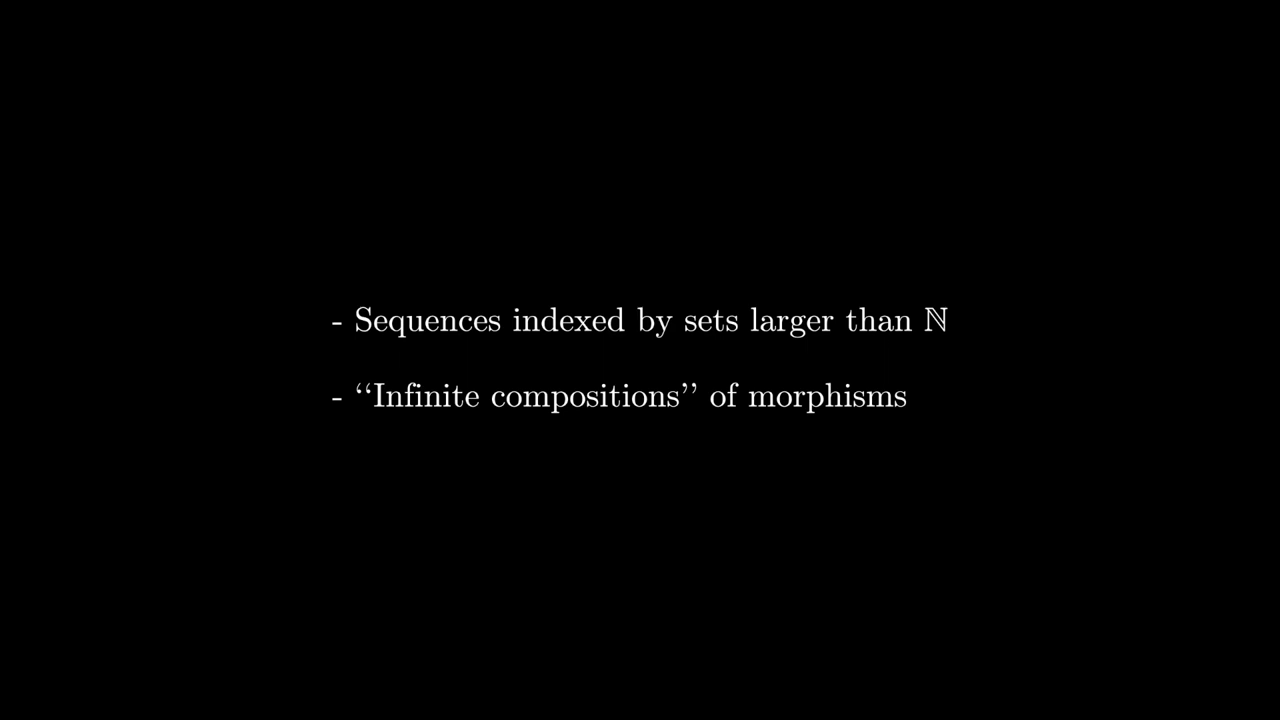 - Sequences indexed by sets larger than ℕ
- “Infinite compositions” of morphisms